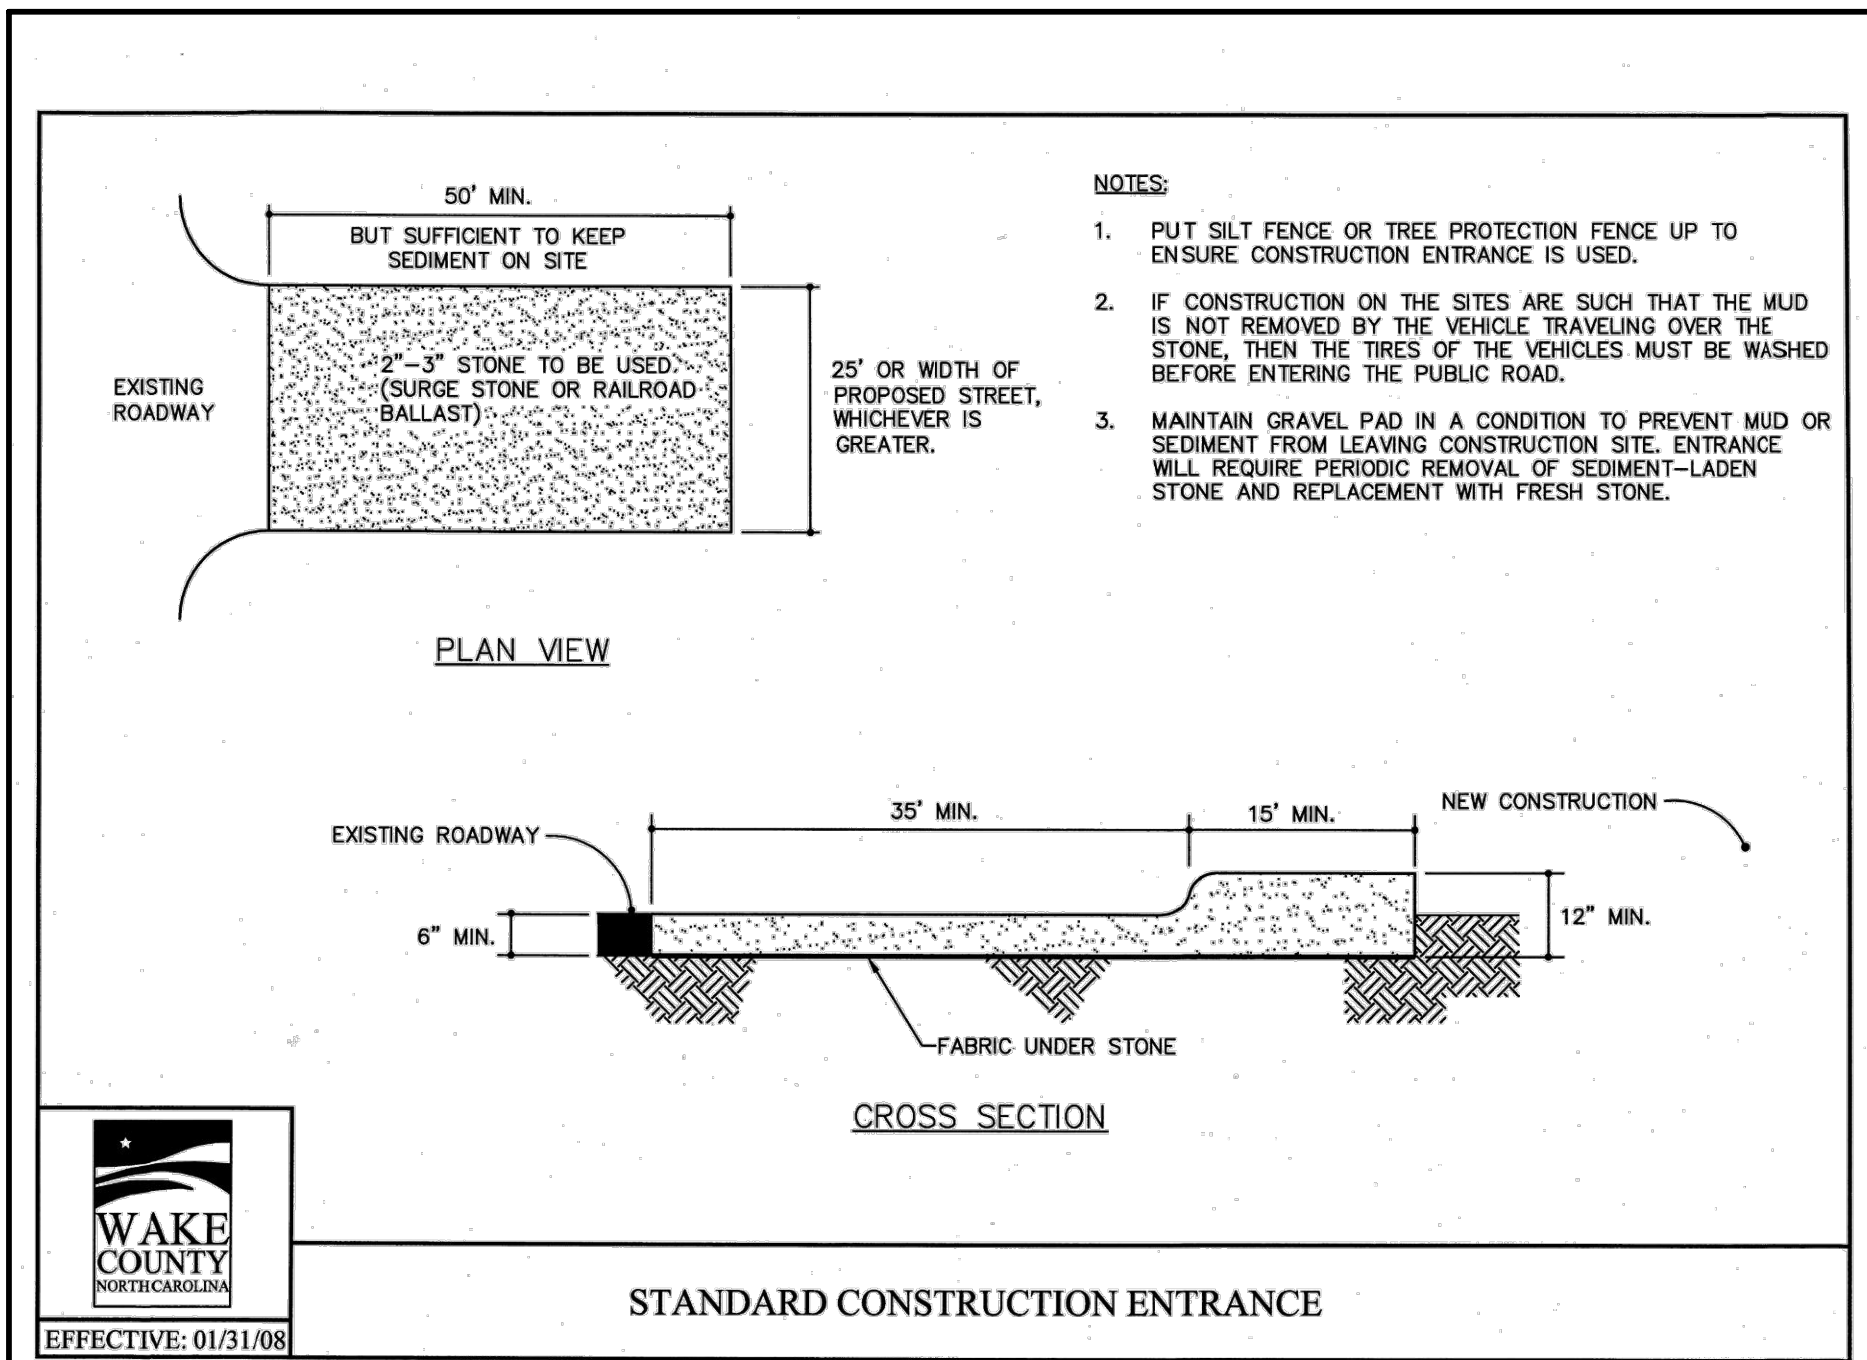 50' MIN.
BUT SUFFICIENT TO KEEP
SEDIMENT ON SITE
2"-3" STONE TO BE USED.
(SURGE STONE OR RAILROAD
BALLAST)
EXISTING
ROADWAY
25' OR WIDTH OF
PROPOSED STREET,
WHICHEVER IS
GREATER.
PLAN VIEW
NOTES:
1. PUT SILT FENCE OR TREE PROTECTION FENCE UP TO
ENSURE CONSTRUCTION ENTRANCE IS USED.
2. IF CONSTRUCTION ON THE SITES ARE SUCH THAT THE MUD
IS NOT REMOVED BY THE VEHICLE TRAVELING OVER THE
STONE, THEN THE TIRES OF THE VEHICLES MUST BE WASHED
BEFORE ENTERING THE PUBLIC ROAD.
3. MAINTAIN GRAVEL PAD IN A CONDITION TO PREVENT MUD OR
SEDIMENT FROM LEAVING CONSTRUCTION SITE. ENTRANCE
WILL REQUIRE PERIODIC REMOVAL OF SEDIMENT-LADEN
STONE AND REPLACEMENT WITH FRESH STONE.
35' MIN.
15' MIN.
NEW CONSTRUCTION
EXISTING ROADWAY
6" MIN.
12" MIN.
FABRIC UNDER STONE
CROSS SECTION
WAKE
COUNTY
NORTH CAROLINA
EFFECTIVE: 01/31/08
STANDARD CONSTRUCTION ENTRANCE